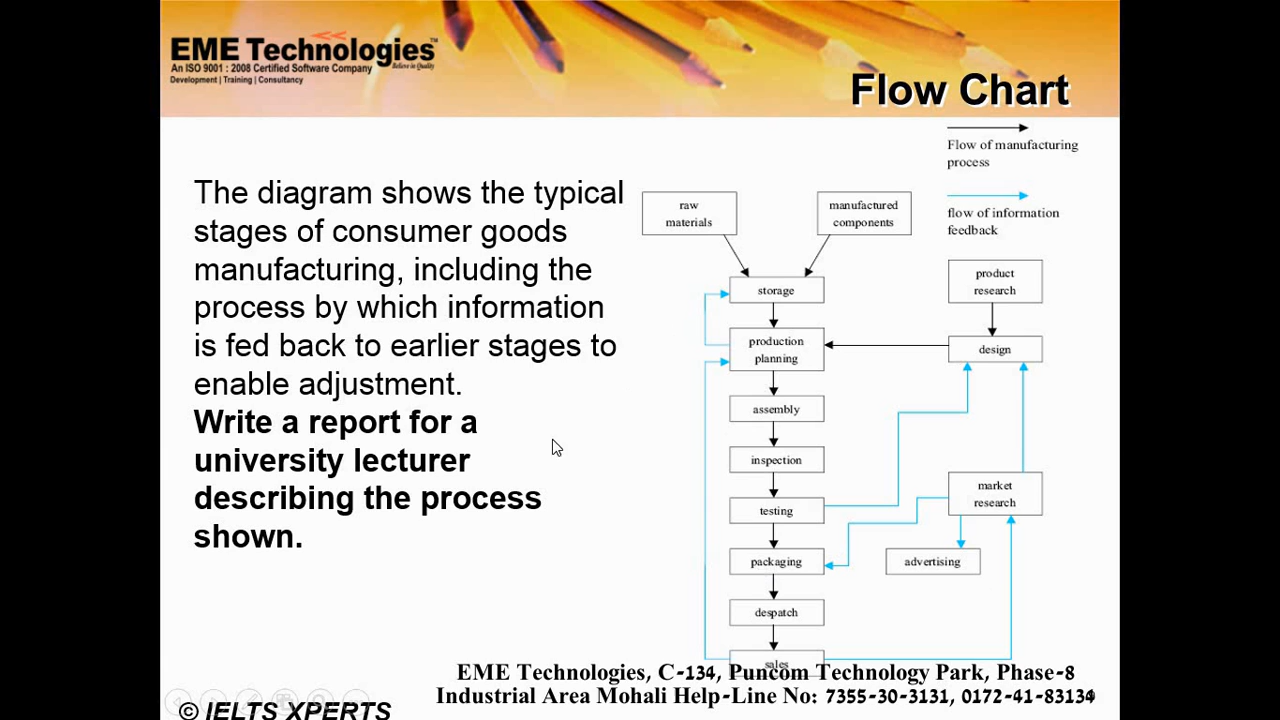 EME Technologies™
An ISO 9001 : 2008 Certified Software Company
Believe in Quality
Development | Training | Consultancy
Flow Chart
The diagram shows the typical
stages of consumer goods
manufacturing, including the
process by which information
is fed back to earlier stages to
enable adjustment.
Write a report for a
university lecturer
describing the process
shown.
Flow of manufacturing
process
flow of information
feedback
raw
materials
manufactured
components
storage
product
research
production
planning
design
assembly
inspection
testing
market
research
packaging
advertising
despatch
sales
EME Technologies, C-134, Puncom Technology Park, Phase-8
Industrial Area Mohali Help-Line No: 7355-30-3131, 0172-41-83134
© IELTS XPERTS